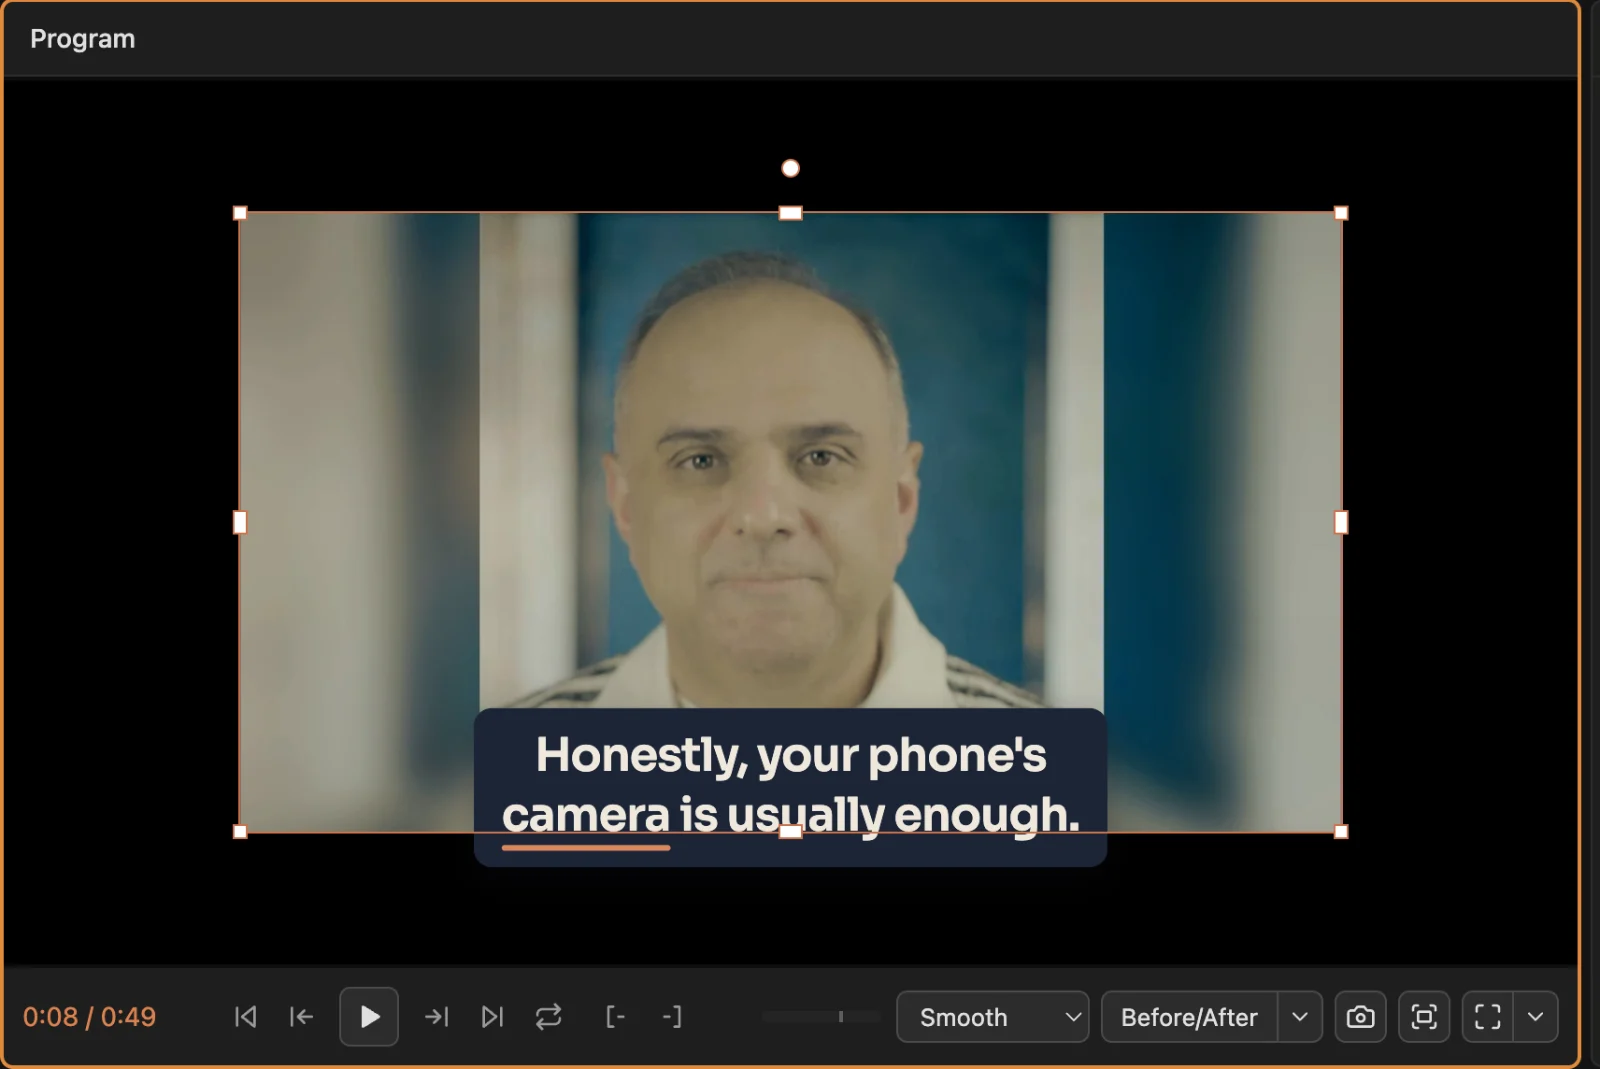 Program
Honestly, your phone's
camera is usually enough.
0:08 / 0:49
Smooth
Before/After